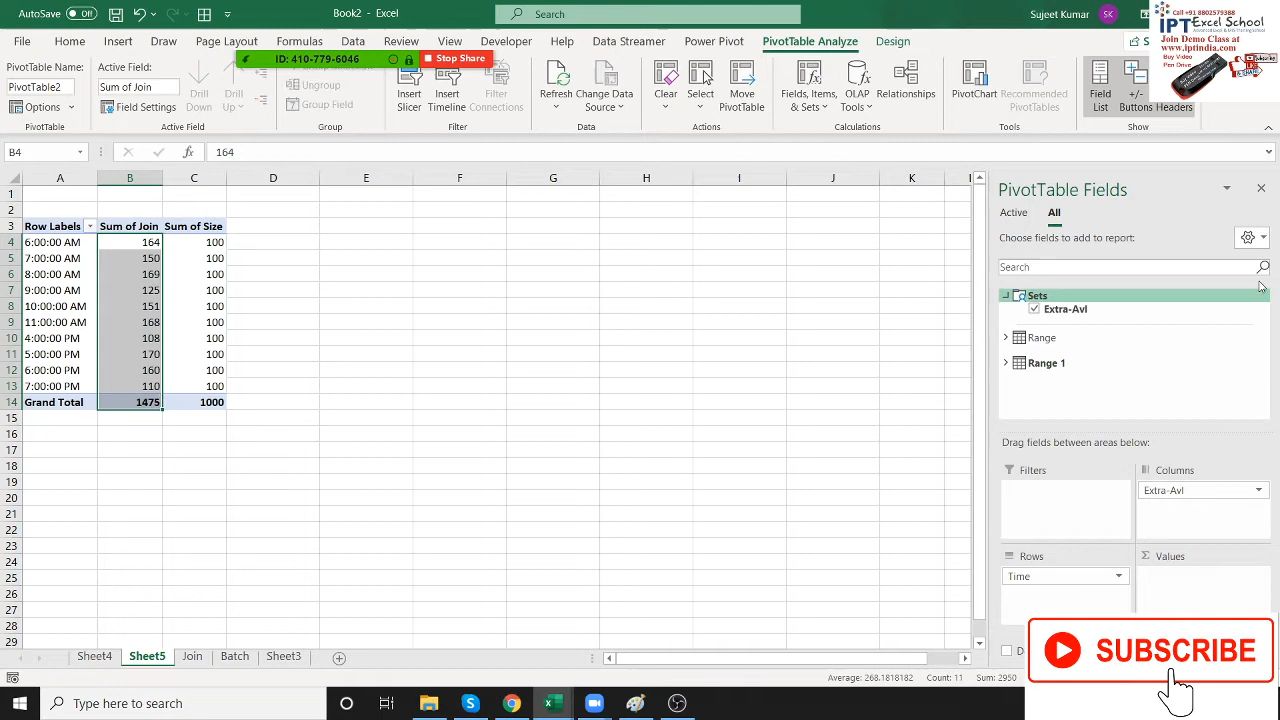 Book2 - Excel
Search
Sujeet Kumar
SK
Call +91 8802579388
IPT Excel School
Join Demo Class at
www.iptindia.com
Buy Video
Pen Drive
File Home Insert Draw Page Layout Formulas Data Review View Developer Help Data Streamer Power Pivot PivotTable Analyze Design
ID: 410-779-6046 Stop Share
PivotTable Name:
PivotTable2
Options
PivotTable
Active Field:
Sum of Join
Field Settings
Drill Down
Drill Up
Active Field
Ungroup
Group Field
Group
Insert Slicer
Insert Timeline
Filter Connections
Filter
Refresh
Change Data Source
Data
Clear
Select
Move PivotTable
Actions
Fields, Items, & Sets
OLAP Tools
Relationships
Calculations
PivotChart
Recommended PivotTables
Tools
Field List
+/- Buttons
Headers
Show
B4 fx 164
A B C D E F G H I J K
1
2
3 Row Labels Sum of Join Sum of Size
4 6:00:00 AM 164 100
5 7:00:00 AM 150 100
6 8:00:00 AM 169 100
7 9:00:00 AM 125 100
8 10:00:00 AM 151 100
9 11:00:00 AM 168 100
10 4:00:00 PM 108 100
11 5:00:00 PM 170 100
12 6:00:00 PM 160 100
13 7:00:00 PM 110 100
14 Grand Total 1475 1000
15
16
17
18
19
20
21
22
23
24
25
26
27
28
29
PivotTable Fields
Active All
Choose fields to add to report:
Search
Sets
Extra-Avl
Range
Range 1
Drag fields between areas below:
Filters
Columns
Extra-Avl
Rows
Time
Values
SUBSCRIBE
Sheet4 Sheet5 Join Batch Sheet3
Average: 268.1818182 Count: 11 Sum: 2950
Type here to search